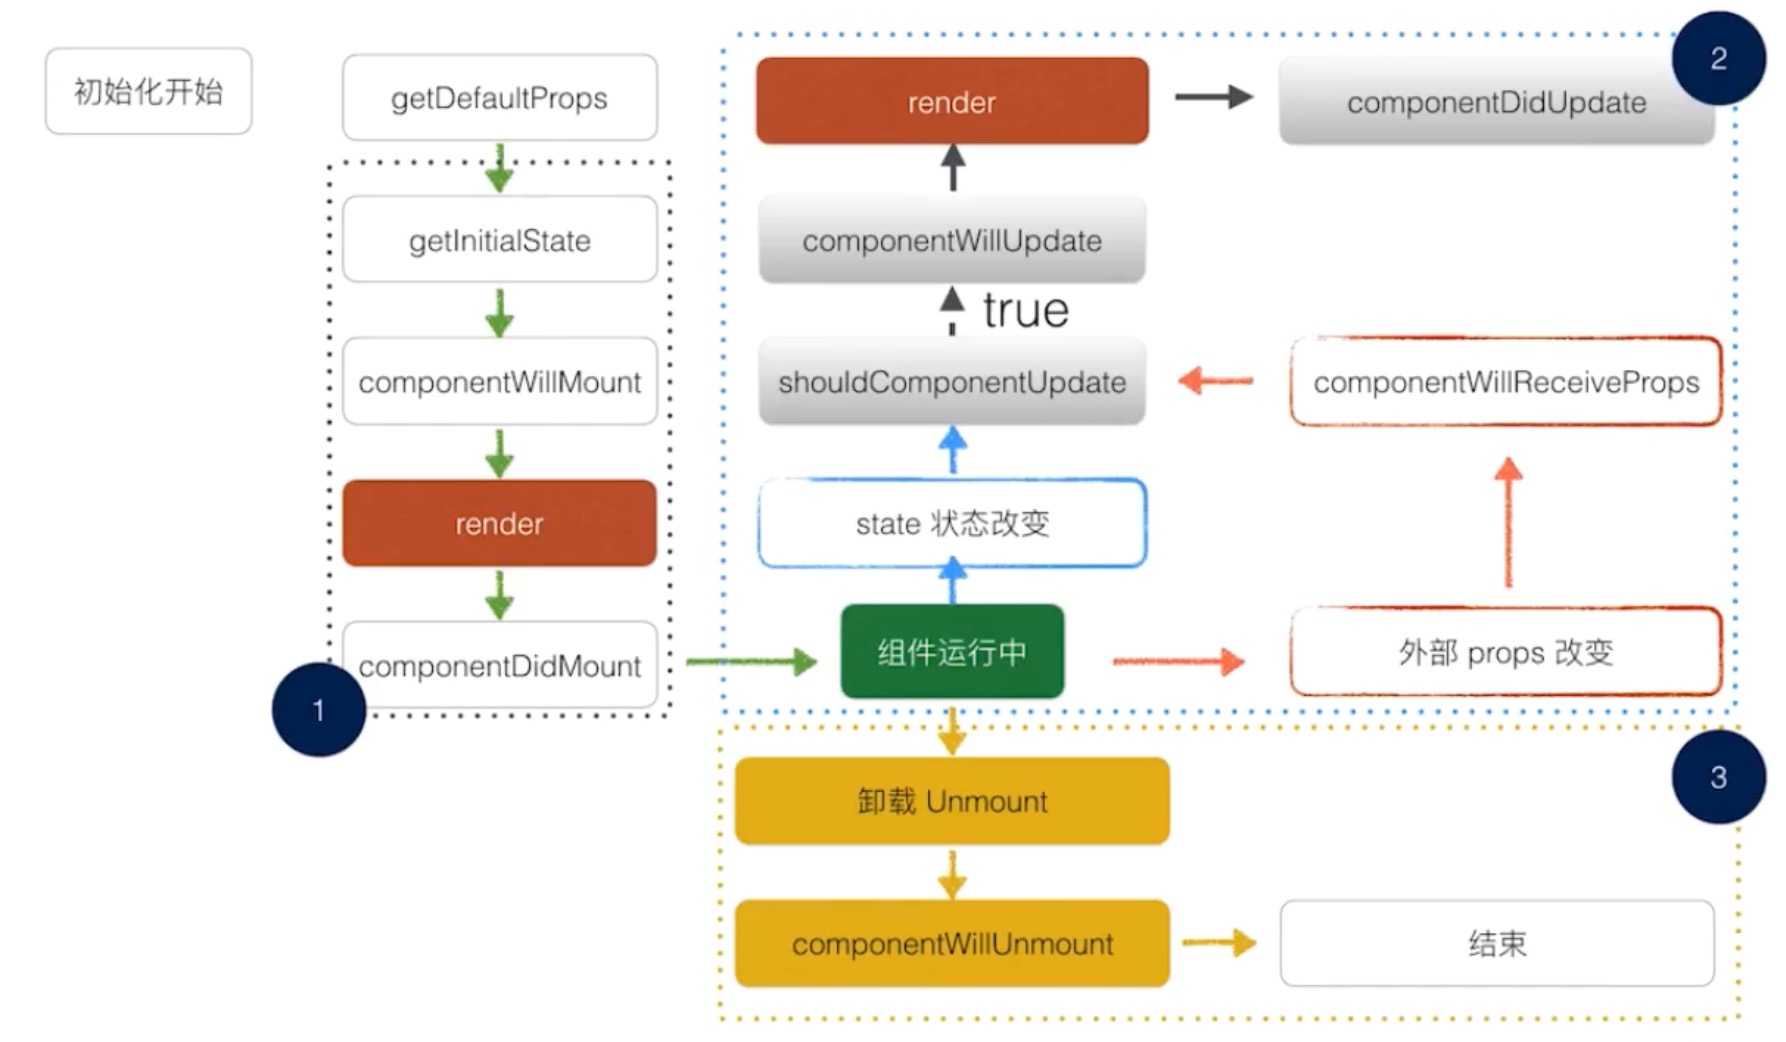 初始化开始
getDefaultProps
getInitialState
componentWillMount
render
componentDidMount
1
2
render
componentDidUpdate
componentWillUpdate
true
shouldComponentUpdate
componentWillReceiveProps
state 状态改变
组件运行中
外部 props 改变
3
卸载 Unmount
componentWillUnmount
结束